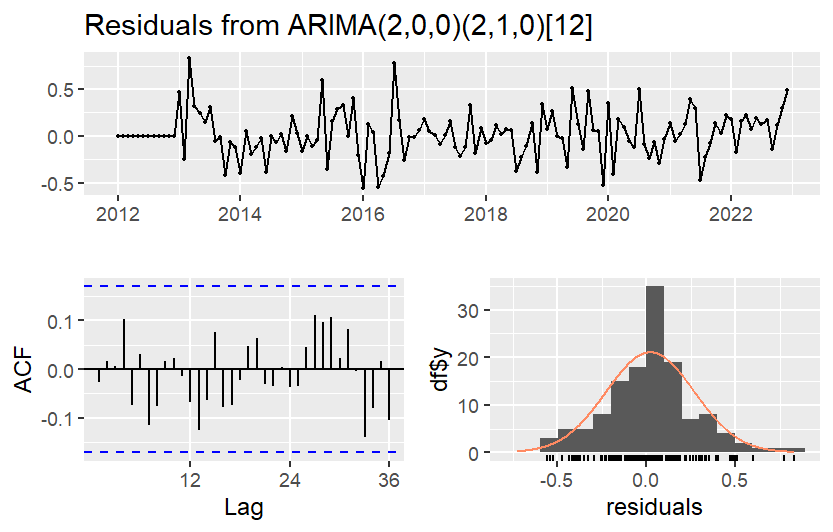 Residuals from ARIMA(2,0,0)(2,1,0)[12]
0.5
0.0
-0.5
2012 2014 2016 2018 2020 2022
ACF
0.1
0.0
-0.1
12 24 36
Lag
df$y
30
20
10
0
-0.5 0.0 0.5
residuals